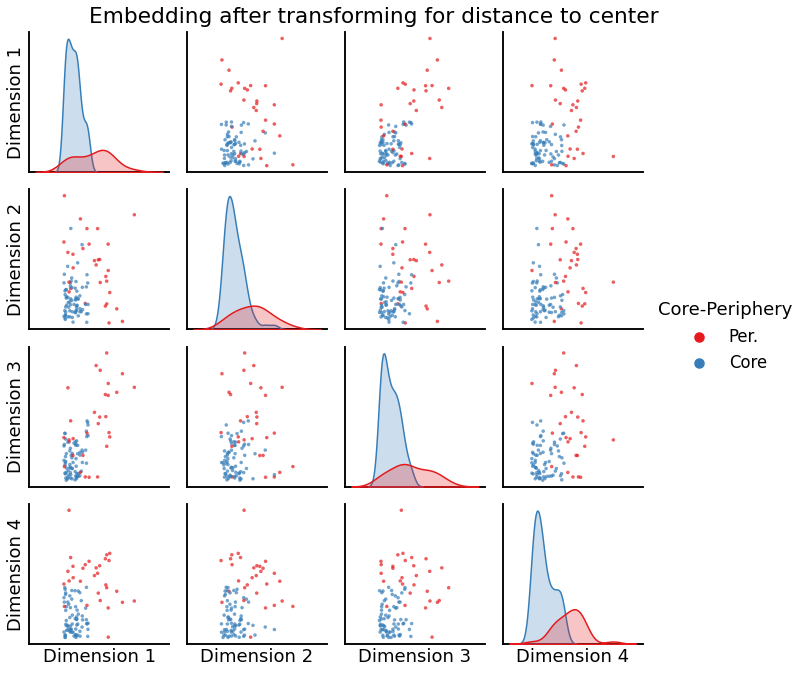 Embedding after transforming for distance to center
Dimension 1
Dimension 2
Dimension 3
Dimension 4
Core-Periphery
Per.
Core
Dimension 1
Dimension 2
Dimension 3
Dimension 4